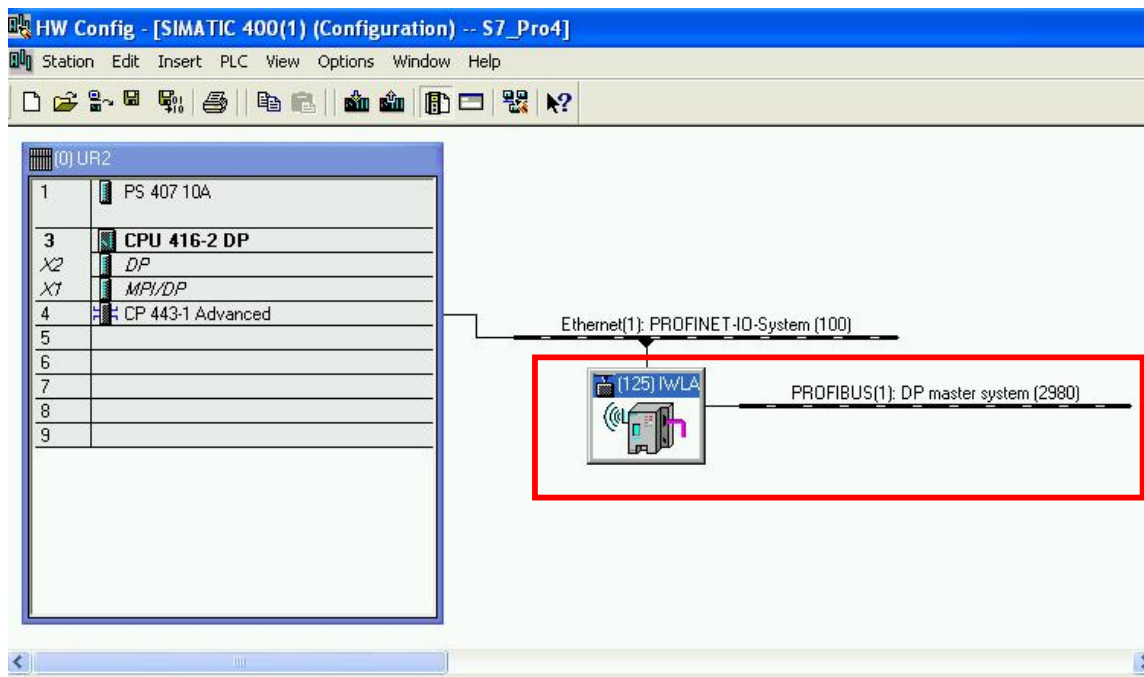 HW Config - [SIMATIC 400(1) (Configuration) -- S7_Pro4]
Station Edit Insert PLC View Options Window Help
(0) UR2
1 PS 407 10A
3 CPU 416-2 DP
X2 DP
X1 MPI/DP
4 CP 443-1 Advanced
5
6
7
8
9
Ethernet(1): PROFINET-IO-System (100)
(125) IWLA
PROFIBUS(1): DP master system (2980)